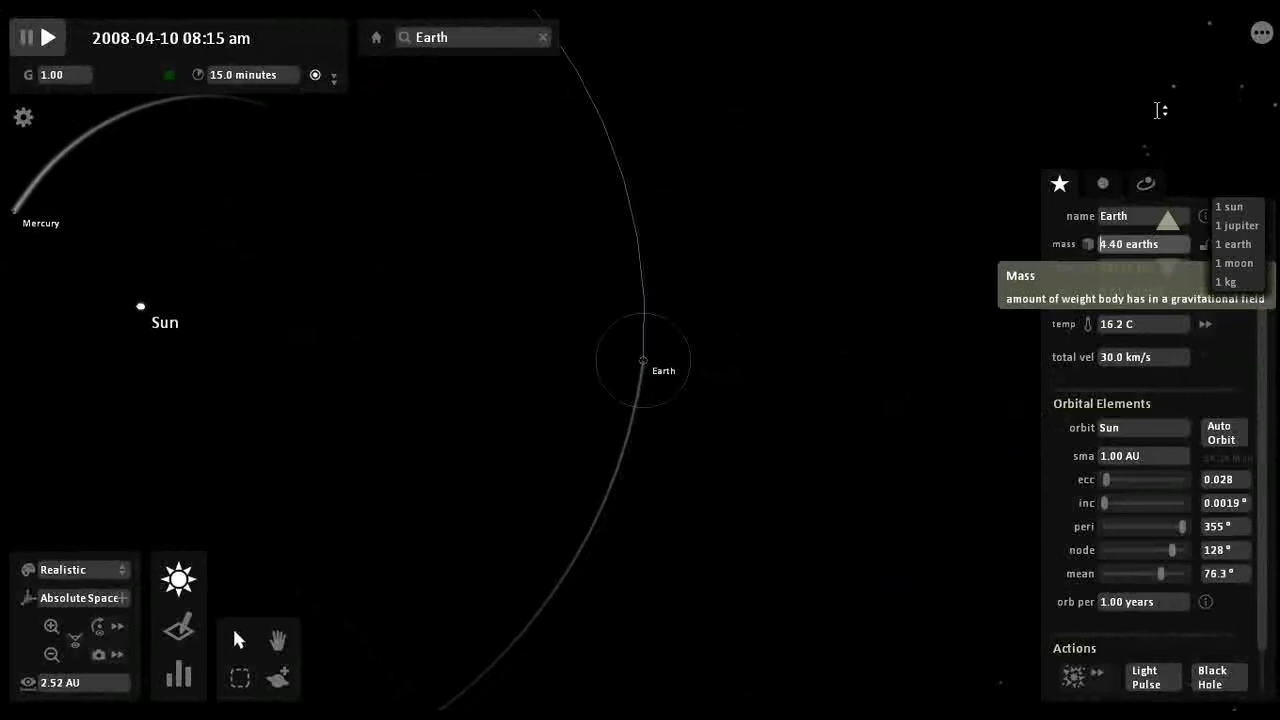 2008-04-10 08:15 am
Earth
G 1.00
15.0 minutes
Mercury
Sun
Earth
name Earth
1 sun
1 jupiter
mass 4.40 earths
1 earth
1 moon
1 kg
Mass
amount of weight body has in a gravitational field
temp 16.2 C
total vel 30.0 km/s
Orbital Elements
orbit Sun
Auto
Orbit
sma 1.00 AU
ecc 0.028
inc 0.0019 °
peri 355 °
node 128 °
mean 76.3 °
orb per 1.00 years
Actions
Light
Pulse
Black
Hole
Realistic
Absolute Space
2.52 AU